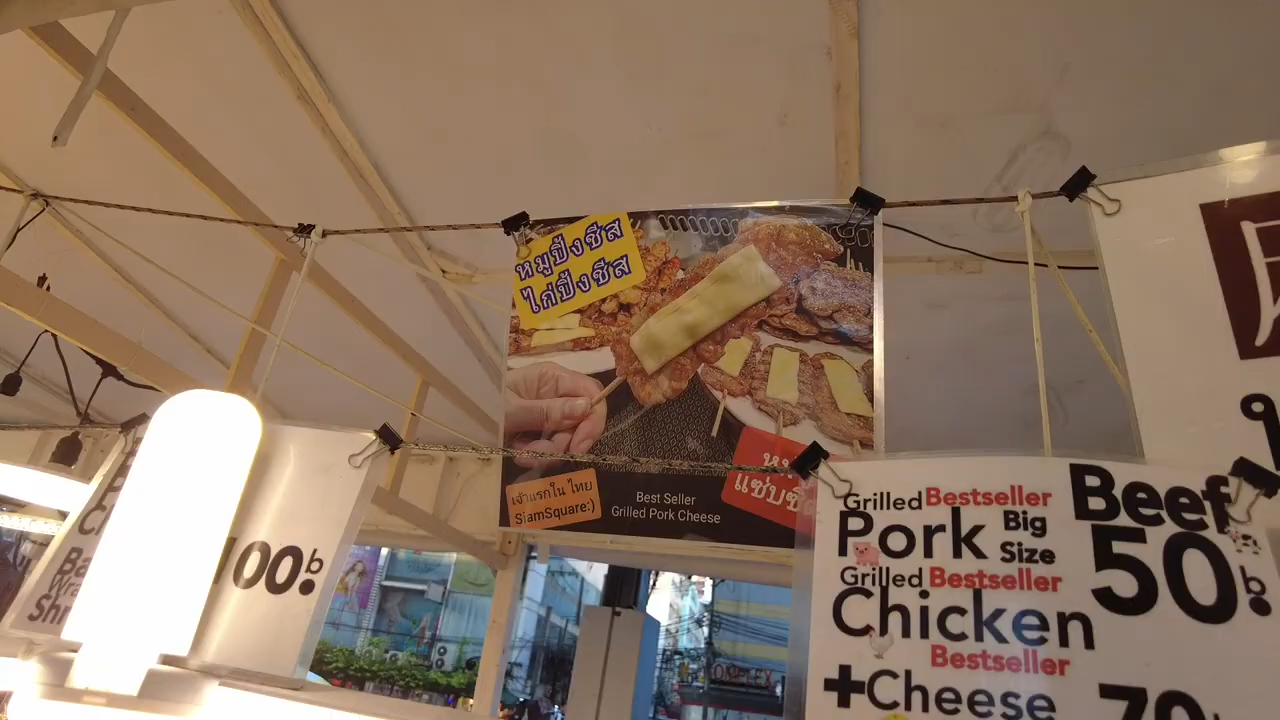 หมูปิ้งชีส
ไก่ปิ้งชีส
เจ้าแรกใน ไทย
SiamSquare:)
Best Seller
Grilled Pork Cheese
แซ่บ
100฿
Grilled Bestseller
Pork Big Size
Beef
50฿
Grilled Bestseller
Chicken
Bestseller
+Cheese
70